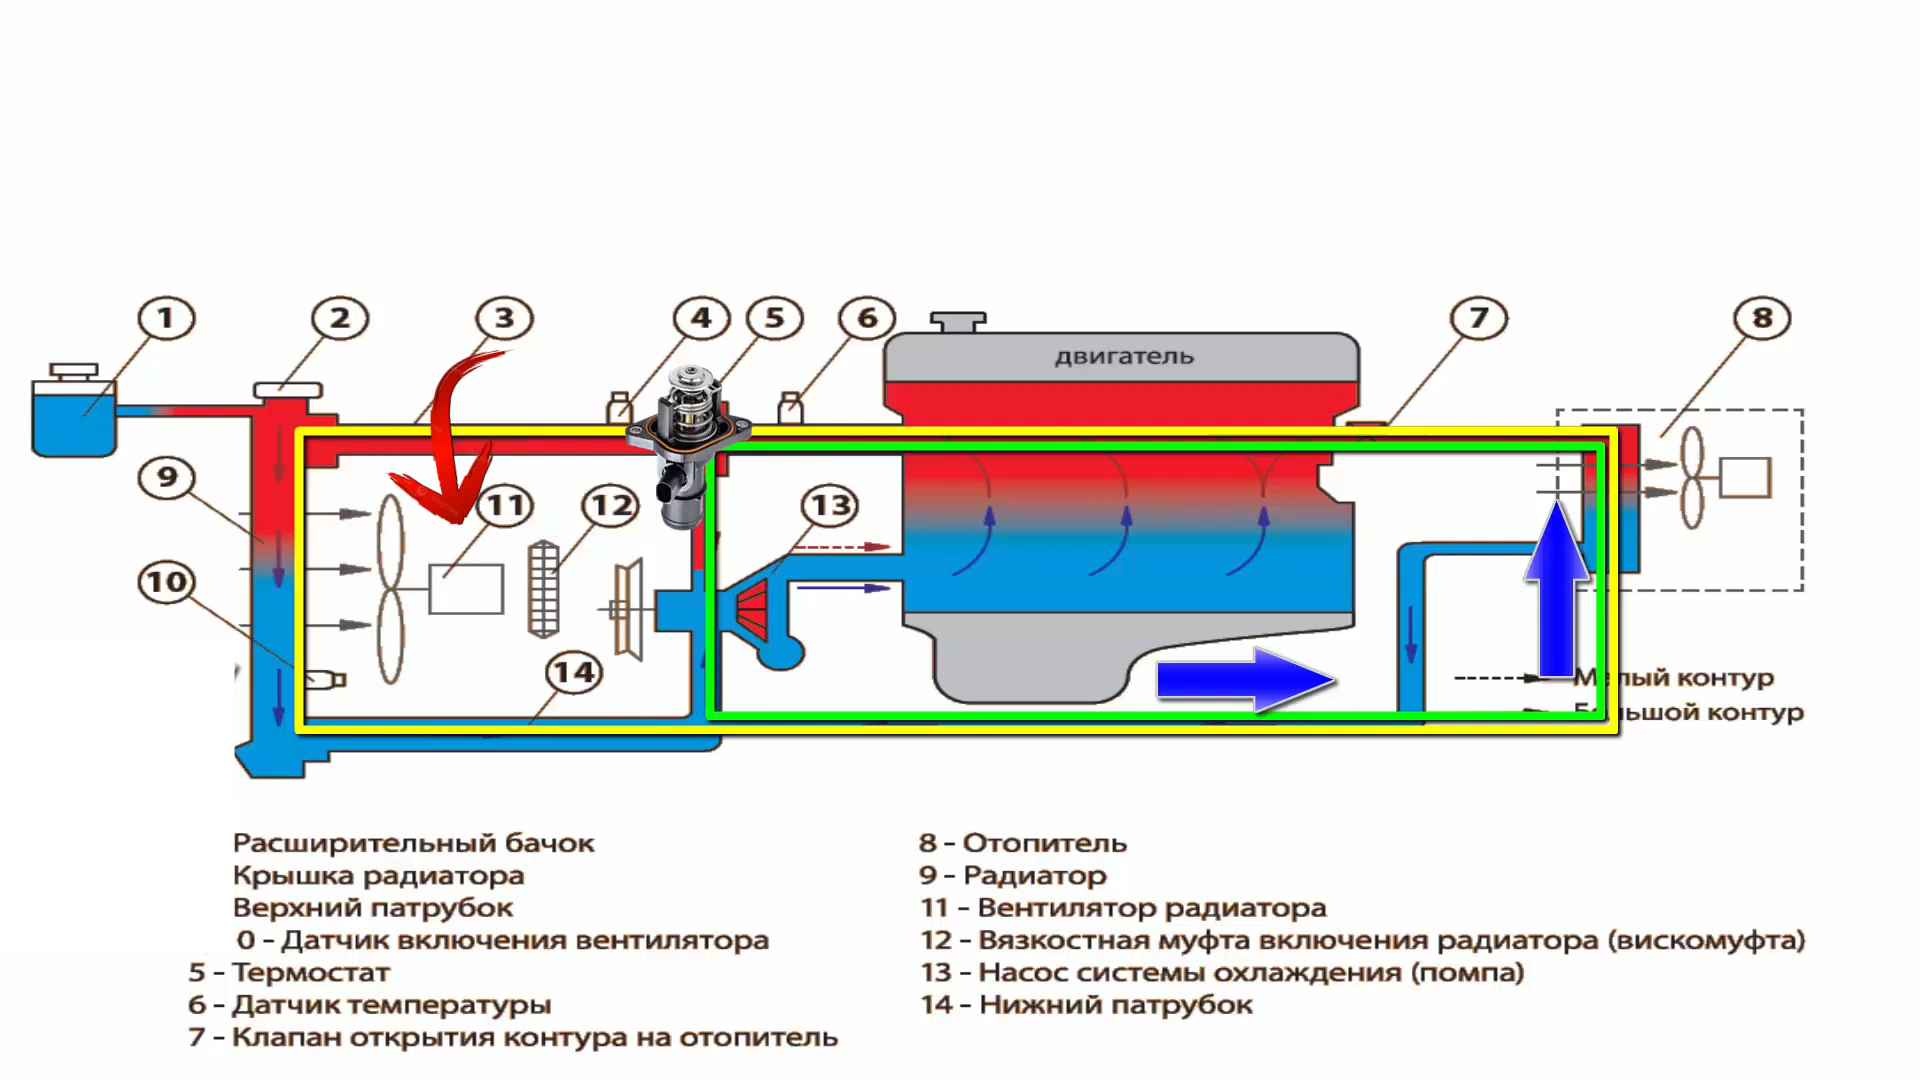 1
2
3
4
5
6
7
8
двигатель
9
11
12
13
10
14
Малый контур
Большой контур
Расширительный бачок
Крышка радиатора
Верхний патрубок
0 - Датчик включения вентилятора
5 - Термостат
6 - Датчик температуры
7 - Клапан открытия контура на отопитель
8 - Отопитель
9 - Радиатор
11 - Вентилятор радиатора
12 - Вязкостная муфта включения радиатора (вискомуфта)
13 - Насос системы охлаждения (помпа)
14 - Нижний патрубок